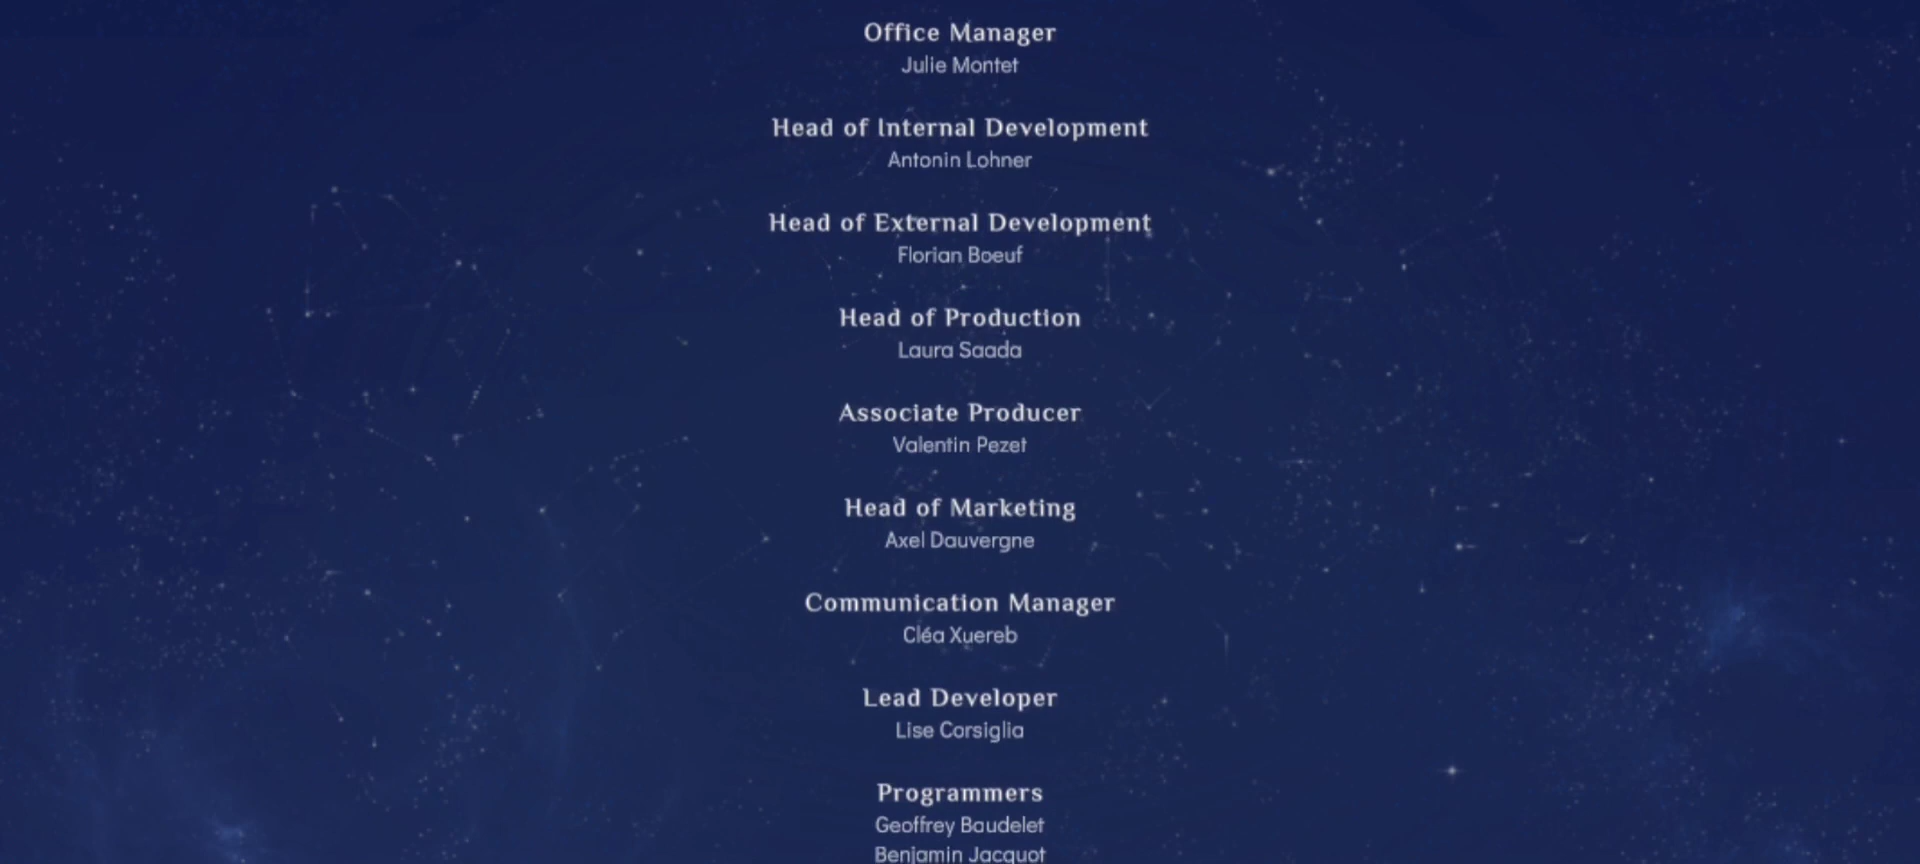 Office Manager
Julie Montet
Head of Internal Development
Antonin Lohner
Head of External Development
Florian Boeuf
Head of Production
Laura Saada
Associate Producer
Valentin Pezet
Head of Marketing
Axel Dauvergne
Communication Manager
Cléa Xuereb
Lead Developer
Lise Corsiglia
Programmers
Geoffrey Baudelet
Benjamin Jacquot